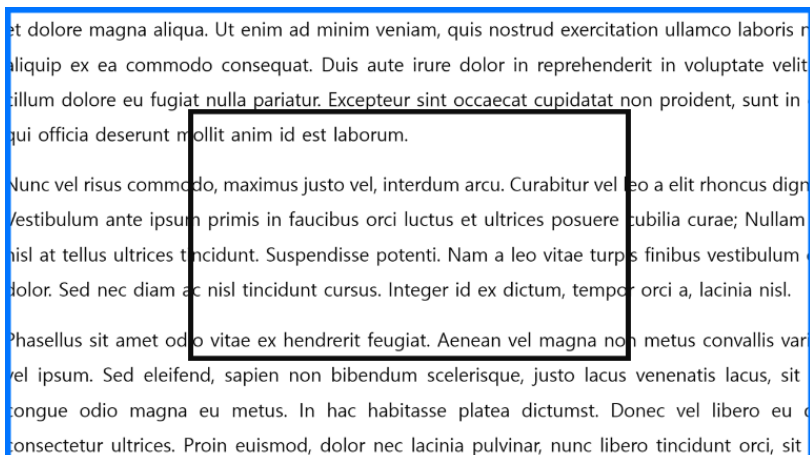 et dolore magna aliqua. Ut enim ad minim veniam, quis nostrud exercitation ullamco laboris
aliquip ex ea commodo consequat. Duis aute irure dolor in reprehenderit in voluptate velit
cillum dolore eu fugiat nulla pariatur. Excepteur sint occaecat cupidatat non proident, sunt in
qui officia deserunt mollit anim id est laborum.
Nunc vel risus commodo, maximus justo vel, interdum arcu. Curabitur vel leo a elit rhoncus dign
Vestibulum ante ipsum primis in faucibus orci luctus et ultrices posuere cubilia curae; Nullam
nisl at tellus ultrices tincidunt. Suspendisse potenti. Nam a leo vitae turpis finibus vestibulum
dolor. Sed nec diam ac nisl tincidunt cursus. Integer id ex dictum, tempor orci a, lacinia nisl.
Phasellus sit amet odio vitae ex hendrerit feugiat. Aenean vel magna non metus convallis var
vel ipsum. Sed eleifend, sapien non bibendum scelerisque, justo lacus venenatis lacus, sit
congue odio magna eu metus. In hac habitasse platea dictumst. Donec vel libero eu
consectetur ultrices. Proin euismod, dolor nec lacinia pulvinar, nunc libero tincidunt orci, sit